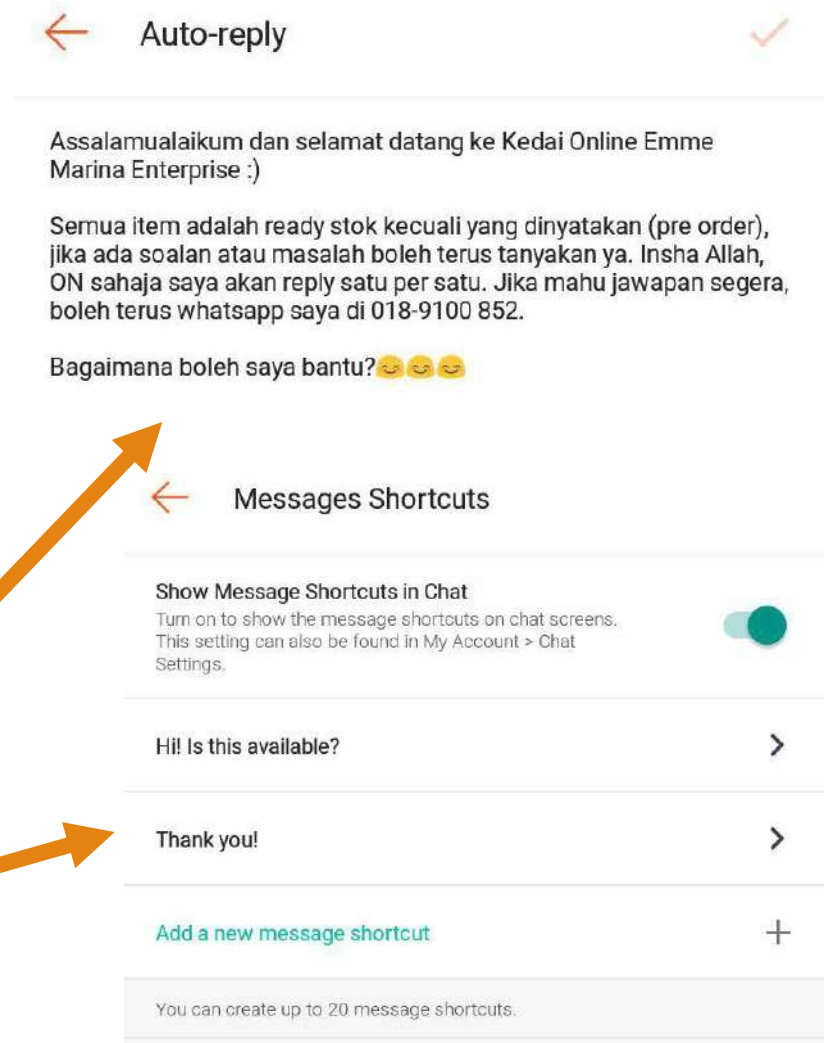 Auto-reply
Assalamualaikum dan selamat datang ke Kedai Online Emme
Marina Enterprise :)
Semua item adalah ready stok kecuali yang dinyatakan (pre order),
jika ada soalan atau masalah boleh terus tanyakan ya. Insha Allah,
ON sahaja saya akan reply satu per satu. Jika mahu jawapan segera,
boleh terus whatsapp saya di 018-9100 852.
Bagaimana boleh saya bantu?😊😊😊
Messages Shortcuts
Show Message Shortcuts in Chat
Turn on to show the message shortcuts on chat screens.
This setting can also be found in My Account > Chat
Settings.
Hi! Is this available?
Thank you!
Add a new message shortcut
You can create up to 20 message shortcuts.